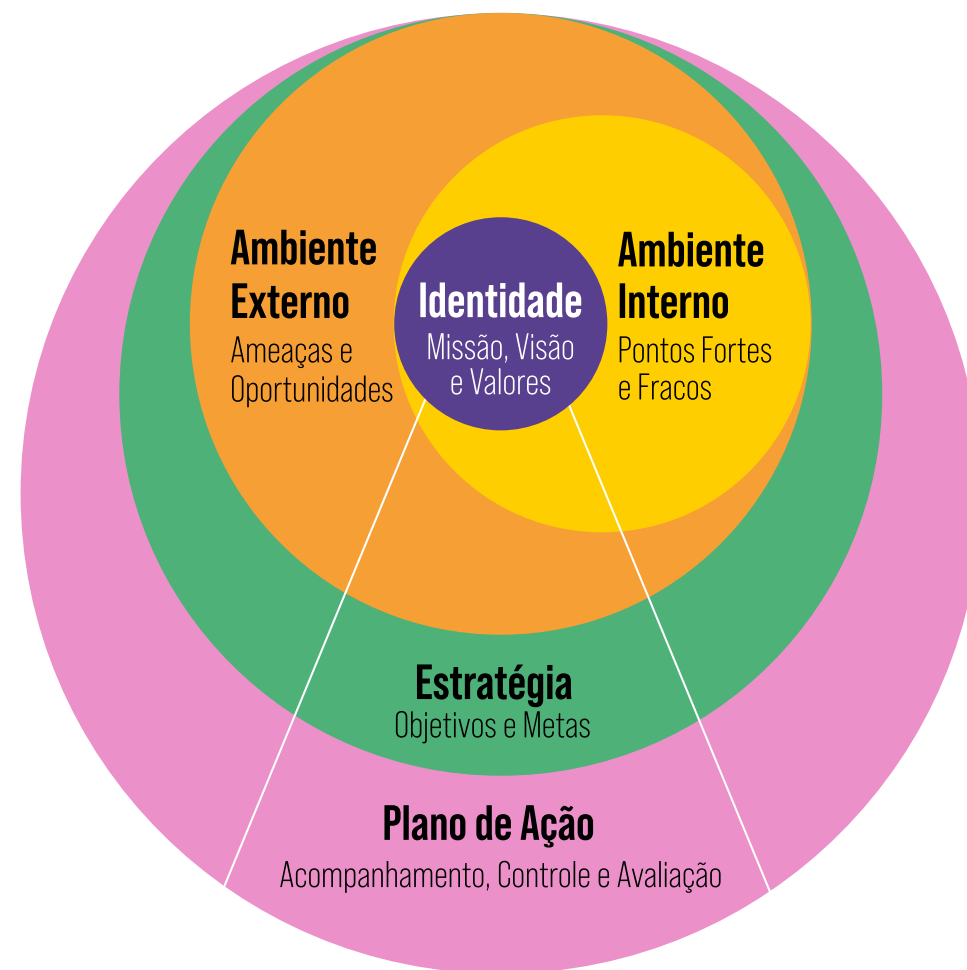 Ambiente
Externo
Ameaças e
Oportunidades
Identidade
Missão, Visão
e Valores
Ambiente
Interno
Pontos Fortes
e Fracos
Estratégia
Objetivos e Metas
Plano de Ação
Acompanhamento, Controle e Avaliação